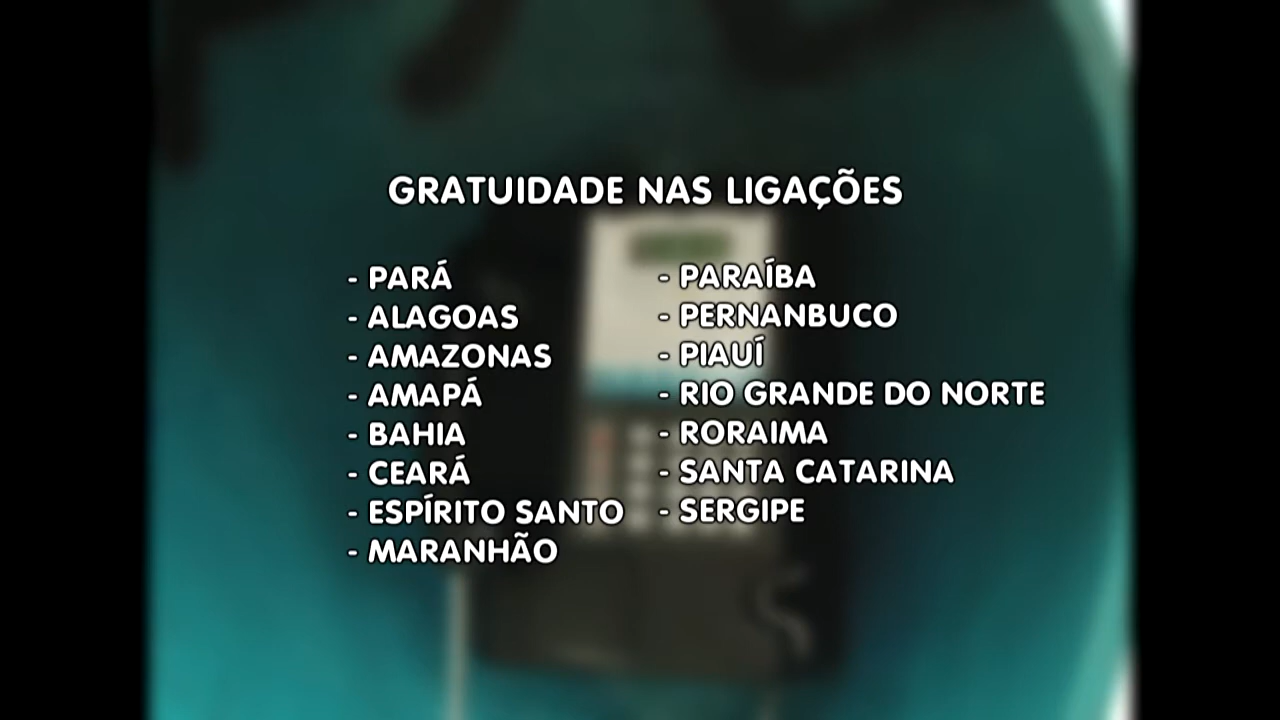 GRATUIDADE NAS LIGAÇÕES
- PARÁ
- ALAGOAS
- AMAZONAS
- AMAPÁ
- BAHIA
- CEARÁ
- ESPÍRITO SANTO
- MARANHÃO
- PARAÍBA
- PERNANBUCO
- PIAUÍ
- RIO GRANDE DO NORTE
- RORAIMA
- SANTA CATARINA
- SERGIPE